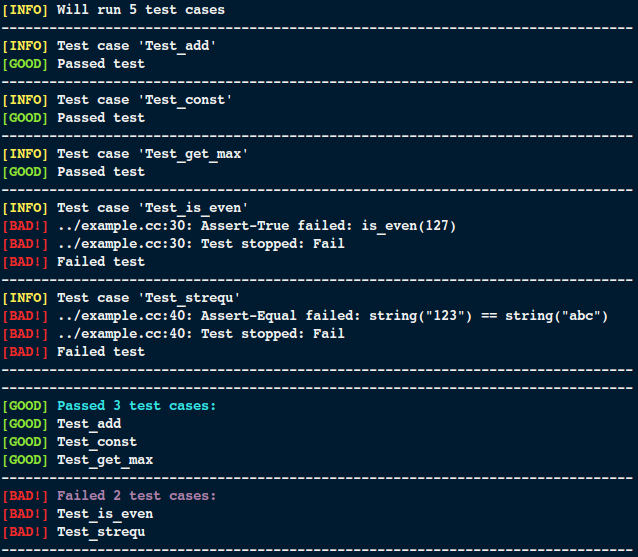 [INFO] Will run 5 test cases
-------------------------------------------------------------------------------
[INFO] Test case 'Test_add'
[GOOD] Passed test
-------------------------------------------------------------------------------
[INFO] Test case 'Test_const'
[GOOD] Passed test
-------------------------------------------------------------------------------
[INFO] Test case 'Test_get_max'
[GOOD] Passed test
-------------------------------------------------------------------------------
[INFO] Test case 'Test_is_even'
[BAD!] ../example.cc:30: Assert-True failed: is_even(127)
[BAD!] ../example.cc:30: Test stopped: Fail
[BAD!] Failed test
-------------------------------------------------------------------------------
[INFO] Test case 'Test_strequ'
[BAD!] ../example.cc:40: Assert-Equal failed: string("123") == string("abc")
[BAD!] ../example.cc:40: Test stopped: Fail
[BAD!] Failed test
-------------------------------------------------------------------------------
-------------------------------------------------------------------------------
[GOOD] Passed 3 test cases:
[GOOD] Test_add
[GOOD] Test_const
[GOOD] Test_get_max
-------------------------------------------------------------------------------
[BAD!] Failed 2 test cases:
[BAD!] Test_is_even
[BAD!] Test_strequ
-------------------------------------------------------------------------------